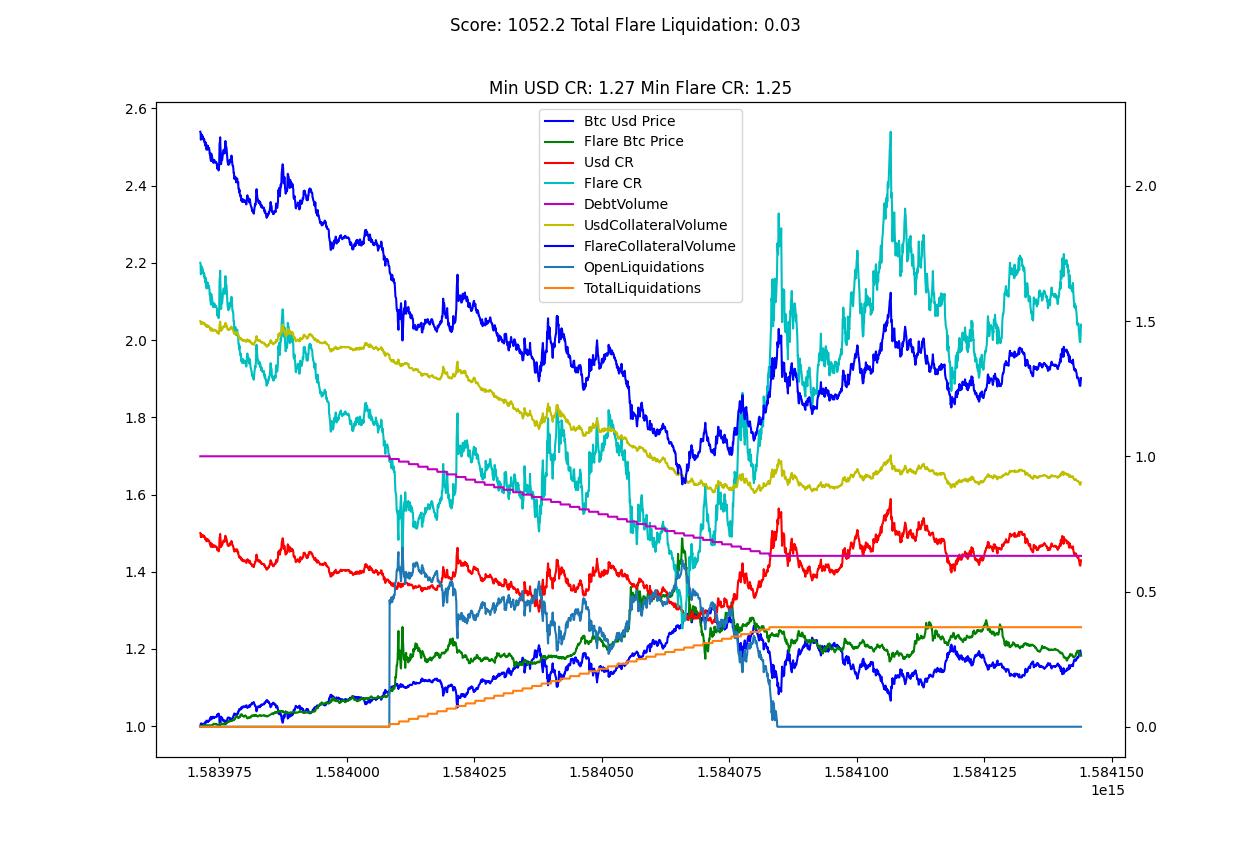 Score: 1052.2 Total Flare Liquidation: 0.03
Min USD CR: 1.27 Min Flare CR: 1.25
2.6
2.4
2.2
2.0
1.8
1.6
1.4
1.2
1.0
Btc Usd Price
Flare Btc Price
Usd CR
Flare CR
DebtVolume
UsdCollateralVolume
FlareCollateralVolume
OpenLiquidations
TotalLiquidations
2.0
1.5
1.0
0.5
0.0
1.583975 1.584000 1.584025 1.584050 1.584075 1.584100 1.584125 1.584150
1e15